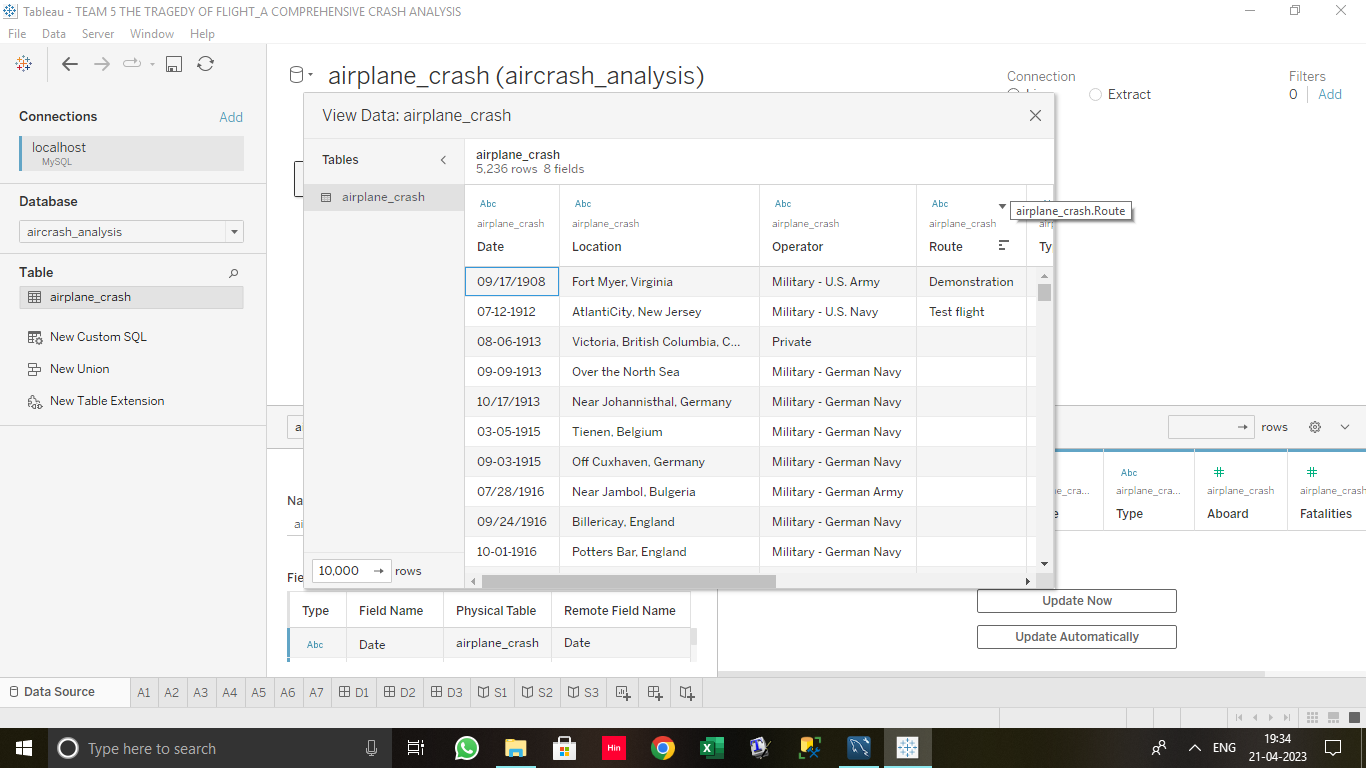 Tableau - TEAM 5 THE TRAGEDY OF FLIGHT_A COMPREHENSIVE CRASH ANALYSIS
File Data Server Window Help
airplane_crash (aircrash_analysis)
Connection
Extract
Filters
0 Add
Connections Add
localhost
MySQL
Database
aircrash_analysis
Table
airplane_crash
New Custom SQL
New Union
New Table Extension
View Data: airplane_crash
Tables
airplane_crash
airplane_crash
5,236 rows 8 fields
Abc Abc Abc Abc
airplane_crash airplane_crash airplane_crash airplane_crash
Date Location Operator Route Ty
airplane_crash.Route
09/17/1908 Fort Myer, Virginia Military - U.S. Army Demonstration
07-12-1912 AtlantiCity, New Jersey Military - U.S. Navy Test flight
08-06-1913 Victoria, British Columbia, C... Private
09-09-1913 Over the North Sea Military - German Navy
10/17/1913 Near Johannisthal, Germany Military - German Navy
03-05-1915 Tienen, Belgium Military - German Navy
09-03-1915 Off Cuxhaven, Germany Military - German Navy
07/28/1916 Near Jambol, Bulgeria Military - German Army
09/24/1916 Billericay, England Military - German Navy
10-01-1916 Potters Bar, England Military - German Navy
10,000 → rows
→ rows
Abc # #
e_cra... airplane_cra... airplane_crash airplane_crash
e Type Aboard Fatalities
Na
ai
Fie
Type Field Name Physical Table Remote Field Name
Abc Date airplane_crash Date
Update Now
Update Automatically
Data Source A1 A2 A3 A4 A5 A6 A7 D1 D2 D3 S1 S2 S3
Type here to search
Hin
ENG
19:34
21-04-2023